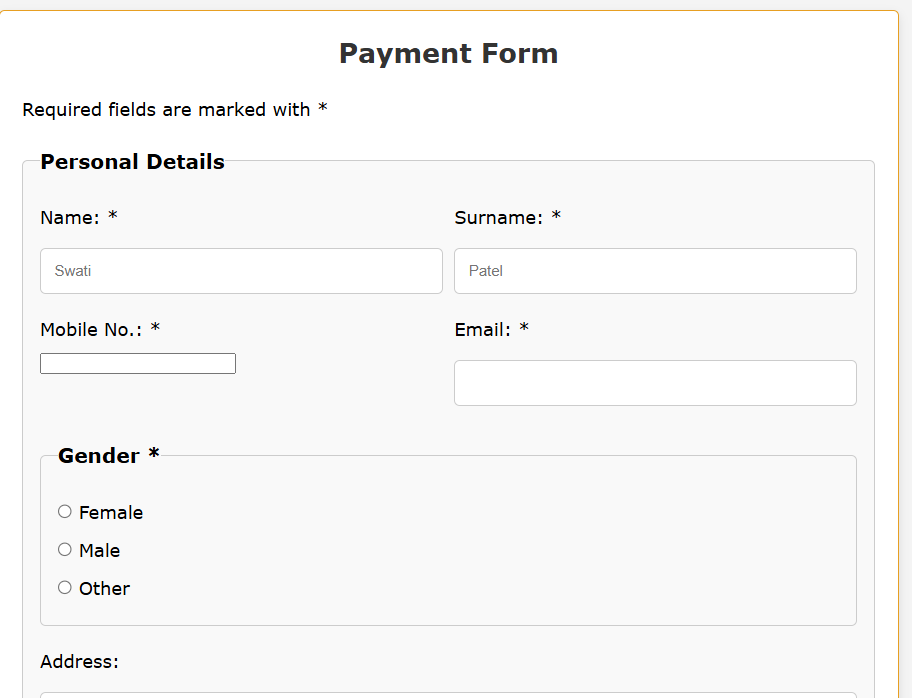 Payment Form
Required fields are marked with *
Personal Details
Name: *
Surname: *
Swati
Patel
Mobile No.: *
Email: *
Gender *
Female
Male
Other
Address: